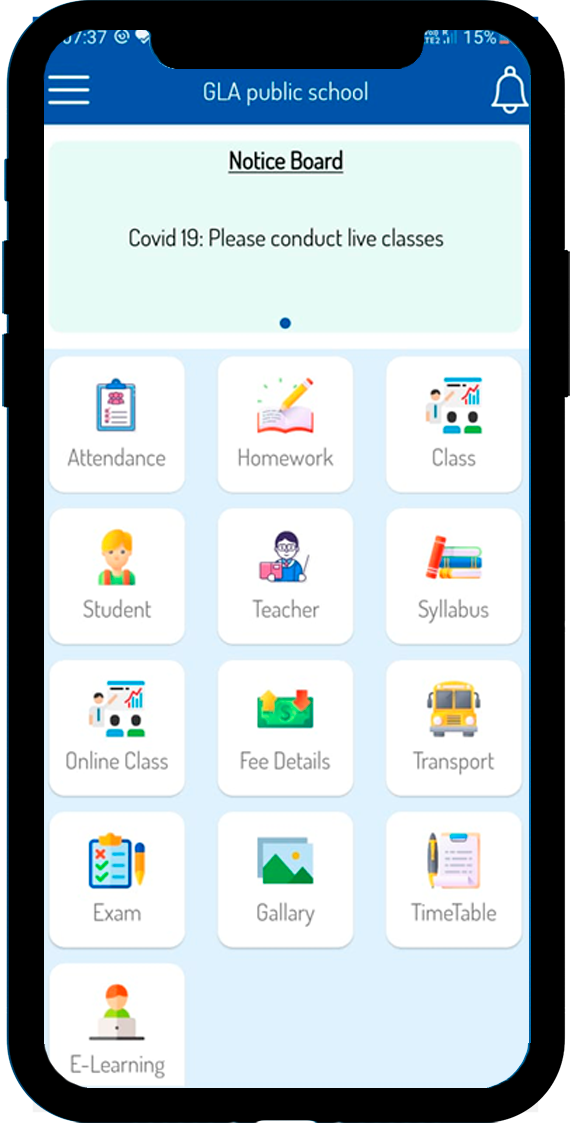 07:37 15%
GLA public school
Notice Board
Covid 19: Please conduct live classes
Attendance Homework Class
Student Teacher Syllabus
Online Class Fee Details Transport
Exam Gallary TimeTable
E-Learning